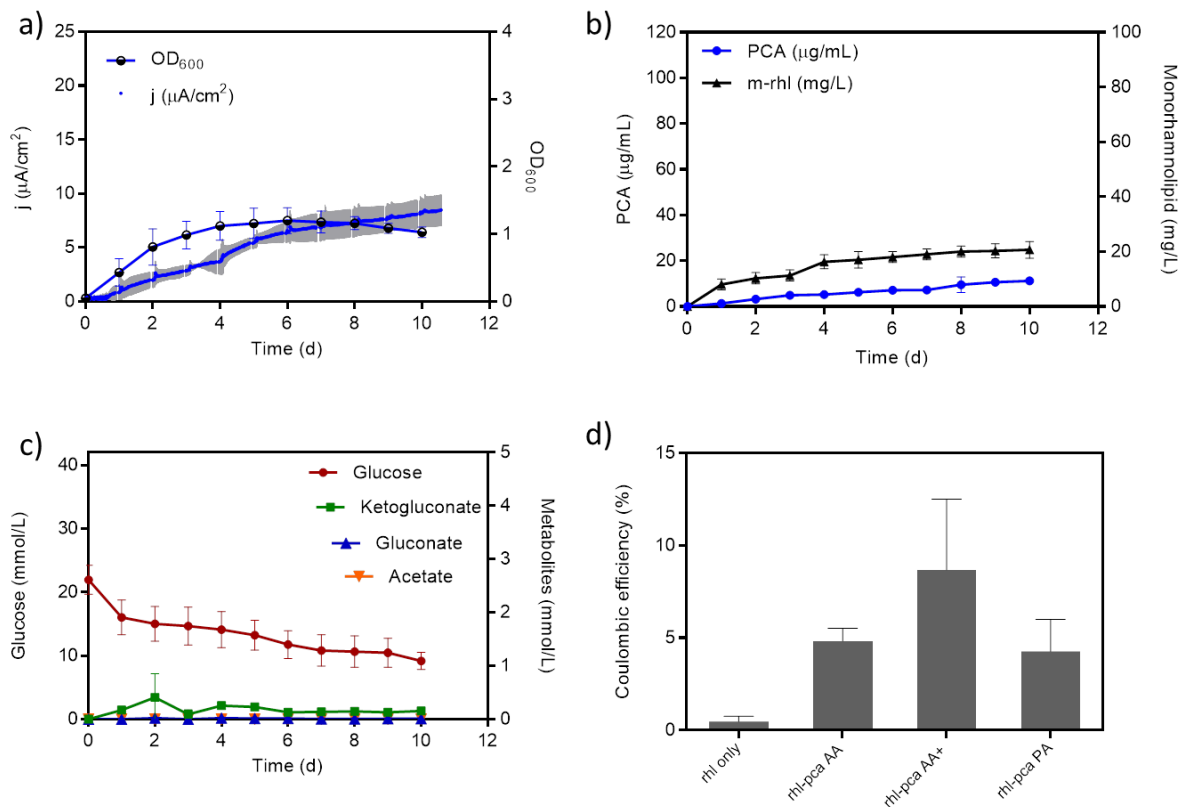 a)
25
20
15
10
5
0
j (μA/cm²)
OD₆₀₀
j (μA/cm²)
4
3
2
1
0
OD₆₀₀
0 2 4 6 8 10 12
Time (d)
b)
120
100
80
60
40
20
0
PCA (μg/mL)
PCA (μg/mL)
m-rhl (mg/L)
100
80
60
40
20
0
Monorhamnolipid (mg/L)
0 2 4 6 8 10 12
Time (d)
c)
40
30
20
10
0
Glucose (mmol/L)
Glucose
Ketogluconate
Gluconate
Acetate
5
4
3
2
1
0
Metabolites (mmol/L)
0 2 4 6 8 10 12
Time (d)
d)
15
10
5
0
Coulombic efficiency (%)
rhl only
rhl-pca AA
rhl-pca AA+
rhl-pca PA